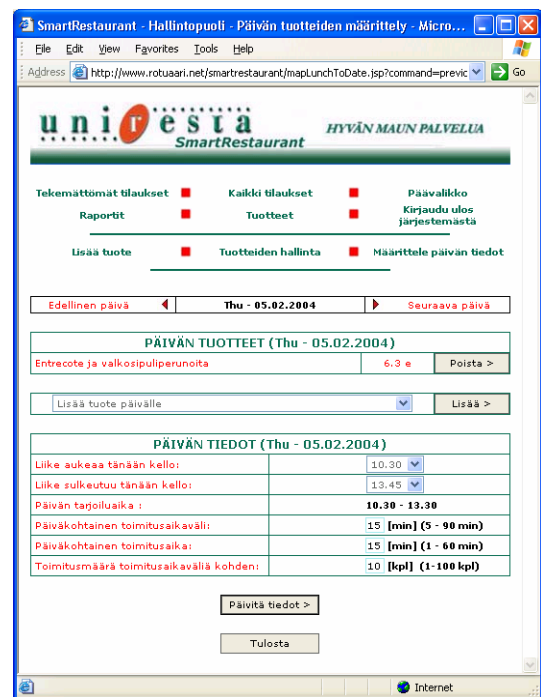 SmartRestaurant - Hallintopuoli - Päivän tuotteiden määrittely - Micro...
File Edit View Favorites Tools Help
Address http://www.rotuaari.net/smartrestaurant/mapLunchToDate.jsp?command=previc Go
uniresta
SmartRestaurant
HYVÄN MAUN PALVELUA
Tekemättömät tilaukset Kaikki tilaukset Päävalikko
Raportit Tuotteet Kirjaudu ulos
järjestemästä
Lisää tuote Tuotteiden hallinta Määrittele päivän tiedot
Edellinen päivä Thu - 05.02.2004 Seuraava päivä
PÄIVÄN TUOTTEET (Thu - 05.02.2004)
Entrecote ja valkosipuliperunoita 6.3 e Poista >
Lisää tuote päivälle Lisää >
PÄIVÄN TIEDOT (Thu - 05.02.2004)
Liike aukeaa tänään kello: 10.30
Liike sulkeutuu tänään kello: 13.45
Päivän tarjoiluaika : 10.30 - 13.30
Päiväkohtainen toimitusaikaväli: 15 [min] (5 - 90 min)
Päiväkohtainen toimitusaika: 15 [min] (1 - 60 min)
Toimitusmäärä toimitusaikaväliä kohden: 10 [kpl] (1-100 kpl)
Päivitä tiedot >
Tulosta
Internet